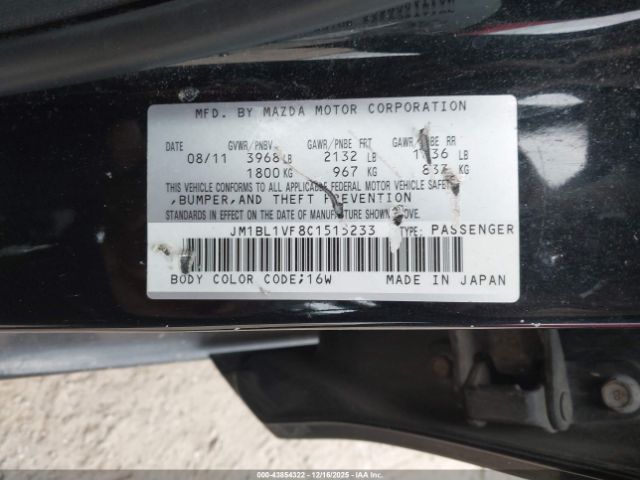 MFD. BY MAZDA MOTOR CORPORATION
DATE GVWR/PNBV GAWR/PNBE FRT RR
08/11 3968 LB 2132 LB LB
1800 KG 967 KG KG
THIS VEHICLE CONFORMS TO ALL APPLICABLE FEDERAL MOTOR VEHICLE SAFETY
,BUMPER,AND THEFT PREVENTION
STANDARDS IN EFFECT ON THE DATE OF MANUFACTURE SHOWN ABOVE.
JM1BL1VF8C1515233 TYPE: PASSENGER
BODY COLOR CODE;16W MADE IN JAPAN
000-43854322 | 12/16/2025 | © IAA Inc.